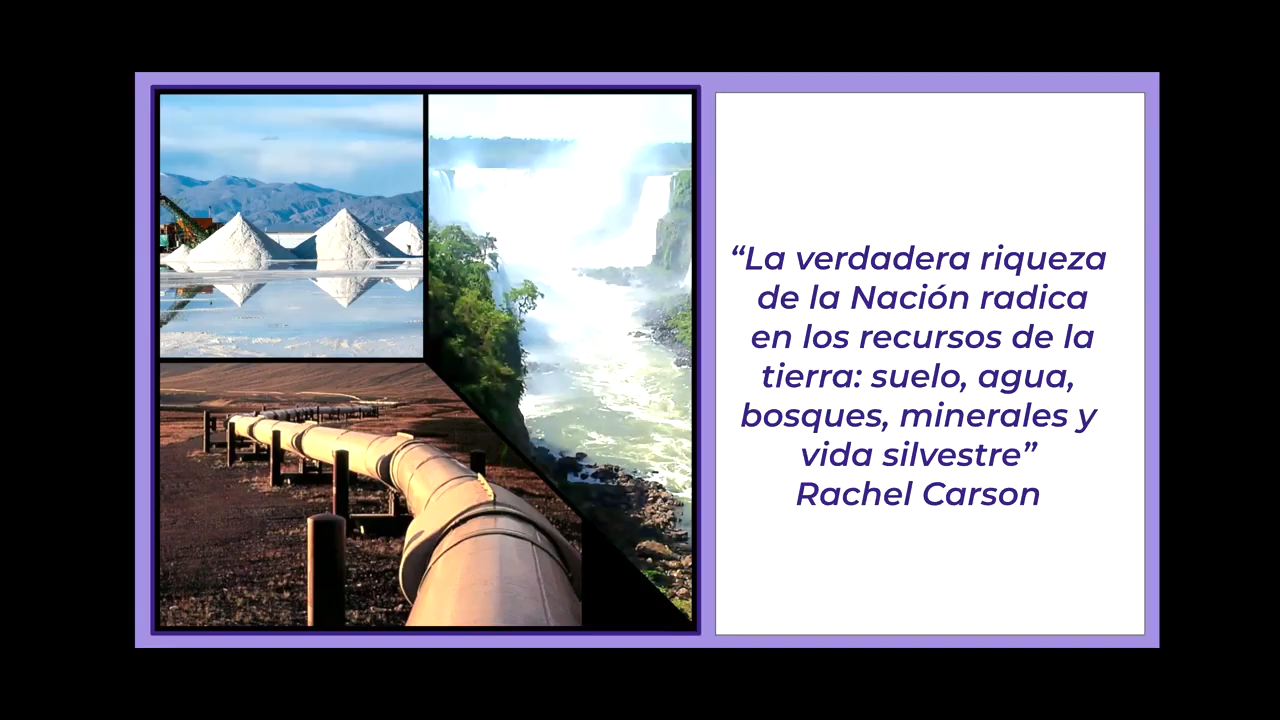 “La verdadera riqueza
de la Nación radica
en los recursos de la
tierra: suelo, agua,
bosques, minerales y
vida silvestre”
Rachel Carson